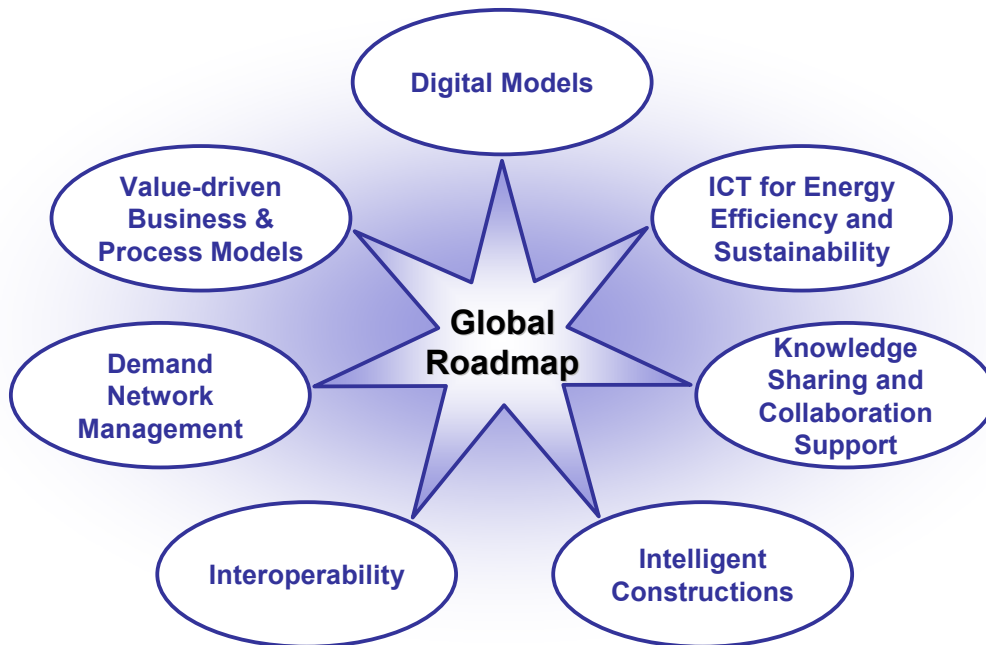 Digital Models
Value-driven
Business &
Process Models
ICT for Energy
Efficiency and
Sustainability
Global
Roadmap
Demand
Network
Management
Knowledge
Sharing and
Collaboration
Support
Interoperability
Intelligent
Constructions